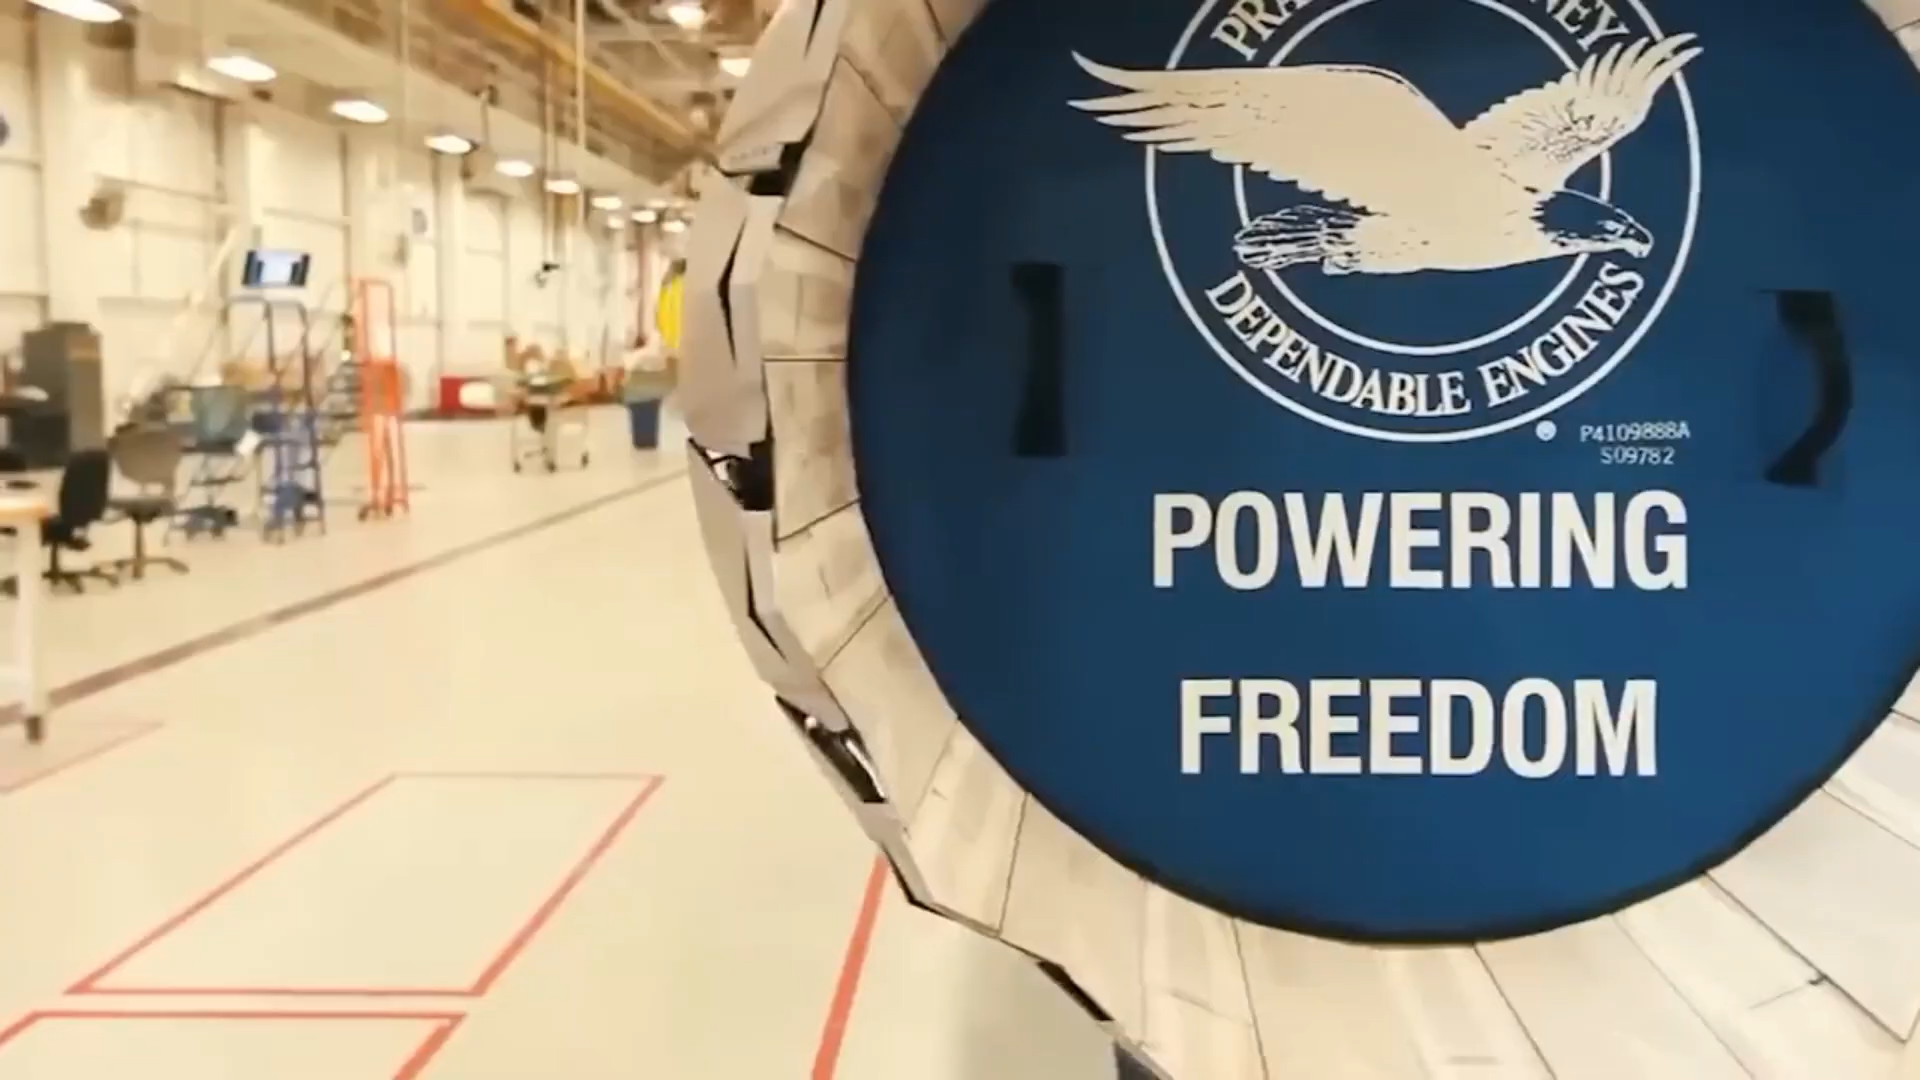 DEPENDABLE ENGINES
®
P4109888A
S09782
POWERING
FREEDOM